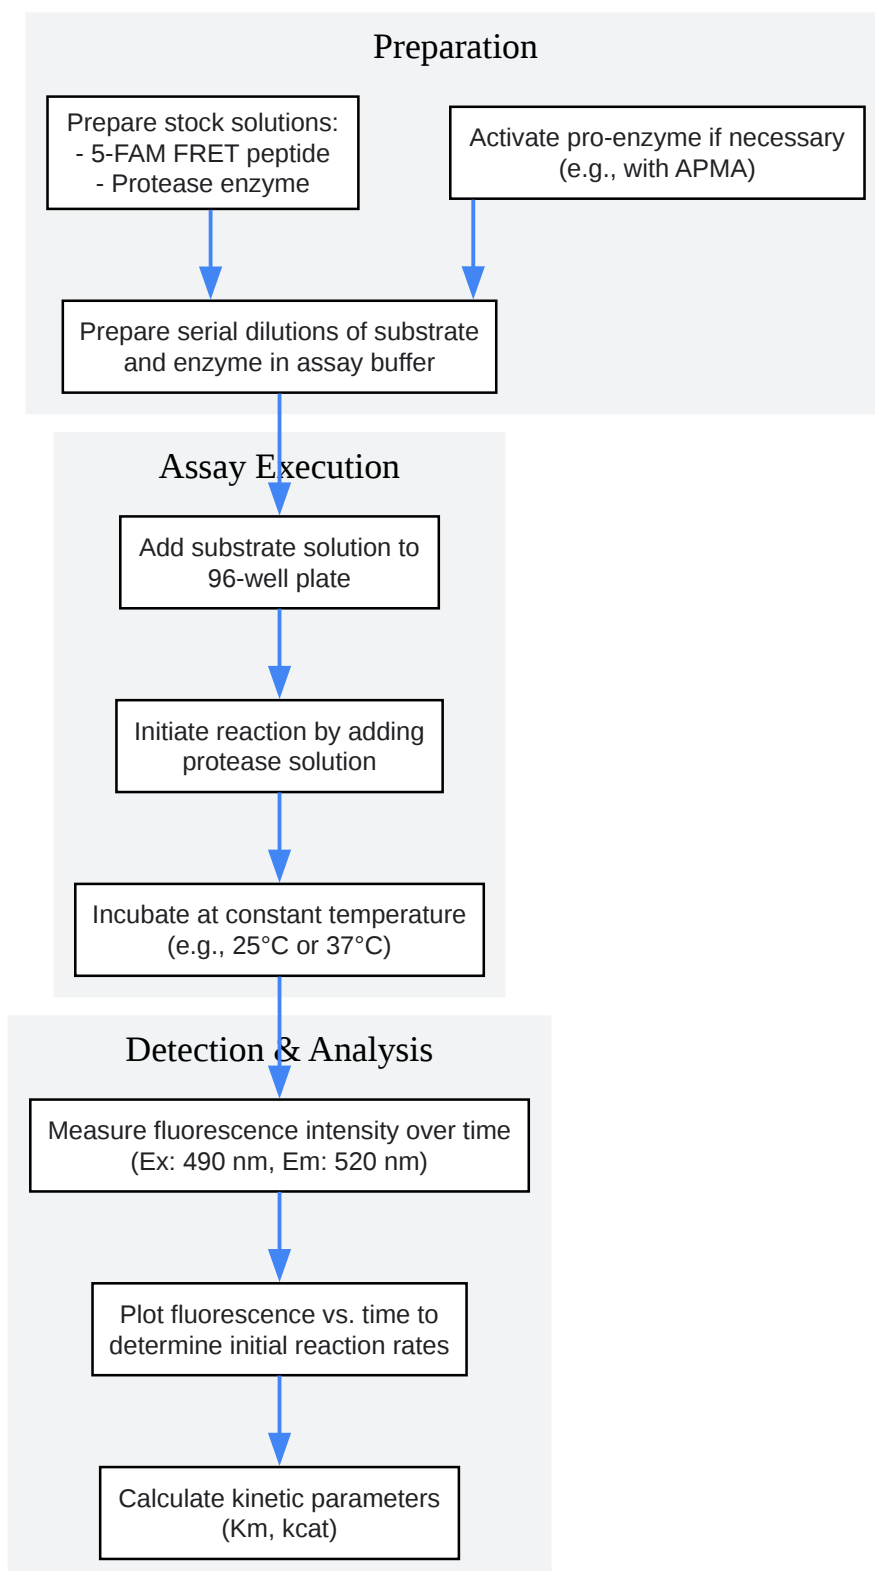 Preparation
Prepare stock solutions:
- 5-FAM FRET peptide
- Protease enzyme
Activate pro-enzyme if necessary
(e.g., with APMA)
Prepare serial dilutions of substrate
and enzyme in assay buffer
Assay Execution
Add substrate solution to
96-well plate
Initiate reaction by adding
protease solution
Incubate at constant temperature
(e.g., 25°C or 37°C)
Detection & Analysis
Measure fluorescence intensity over time
(Ex: 490 nm, Em: 520 nm)
Plot fluorescence vs. time to
determine initial reaction rates
Calculate kinetic parameters
(Km, kcat)